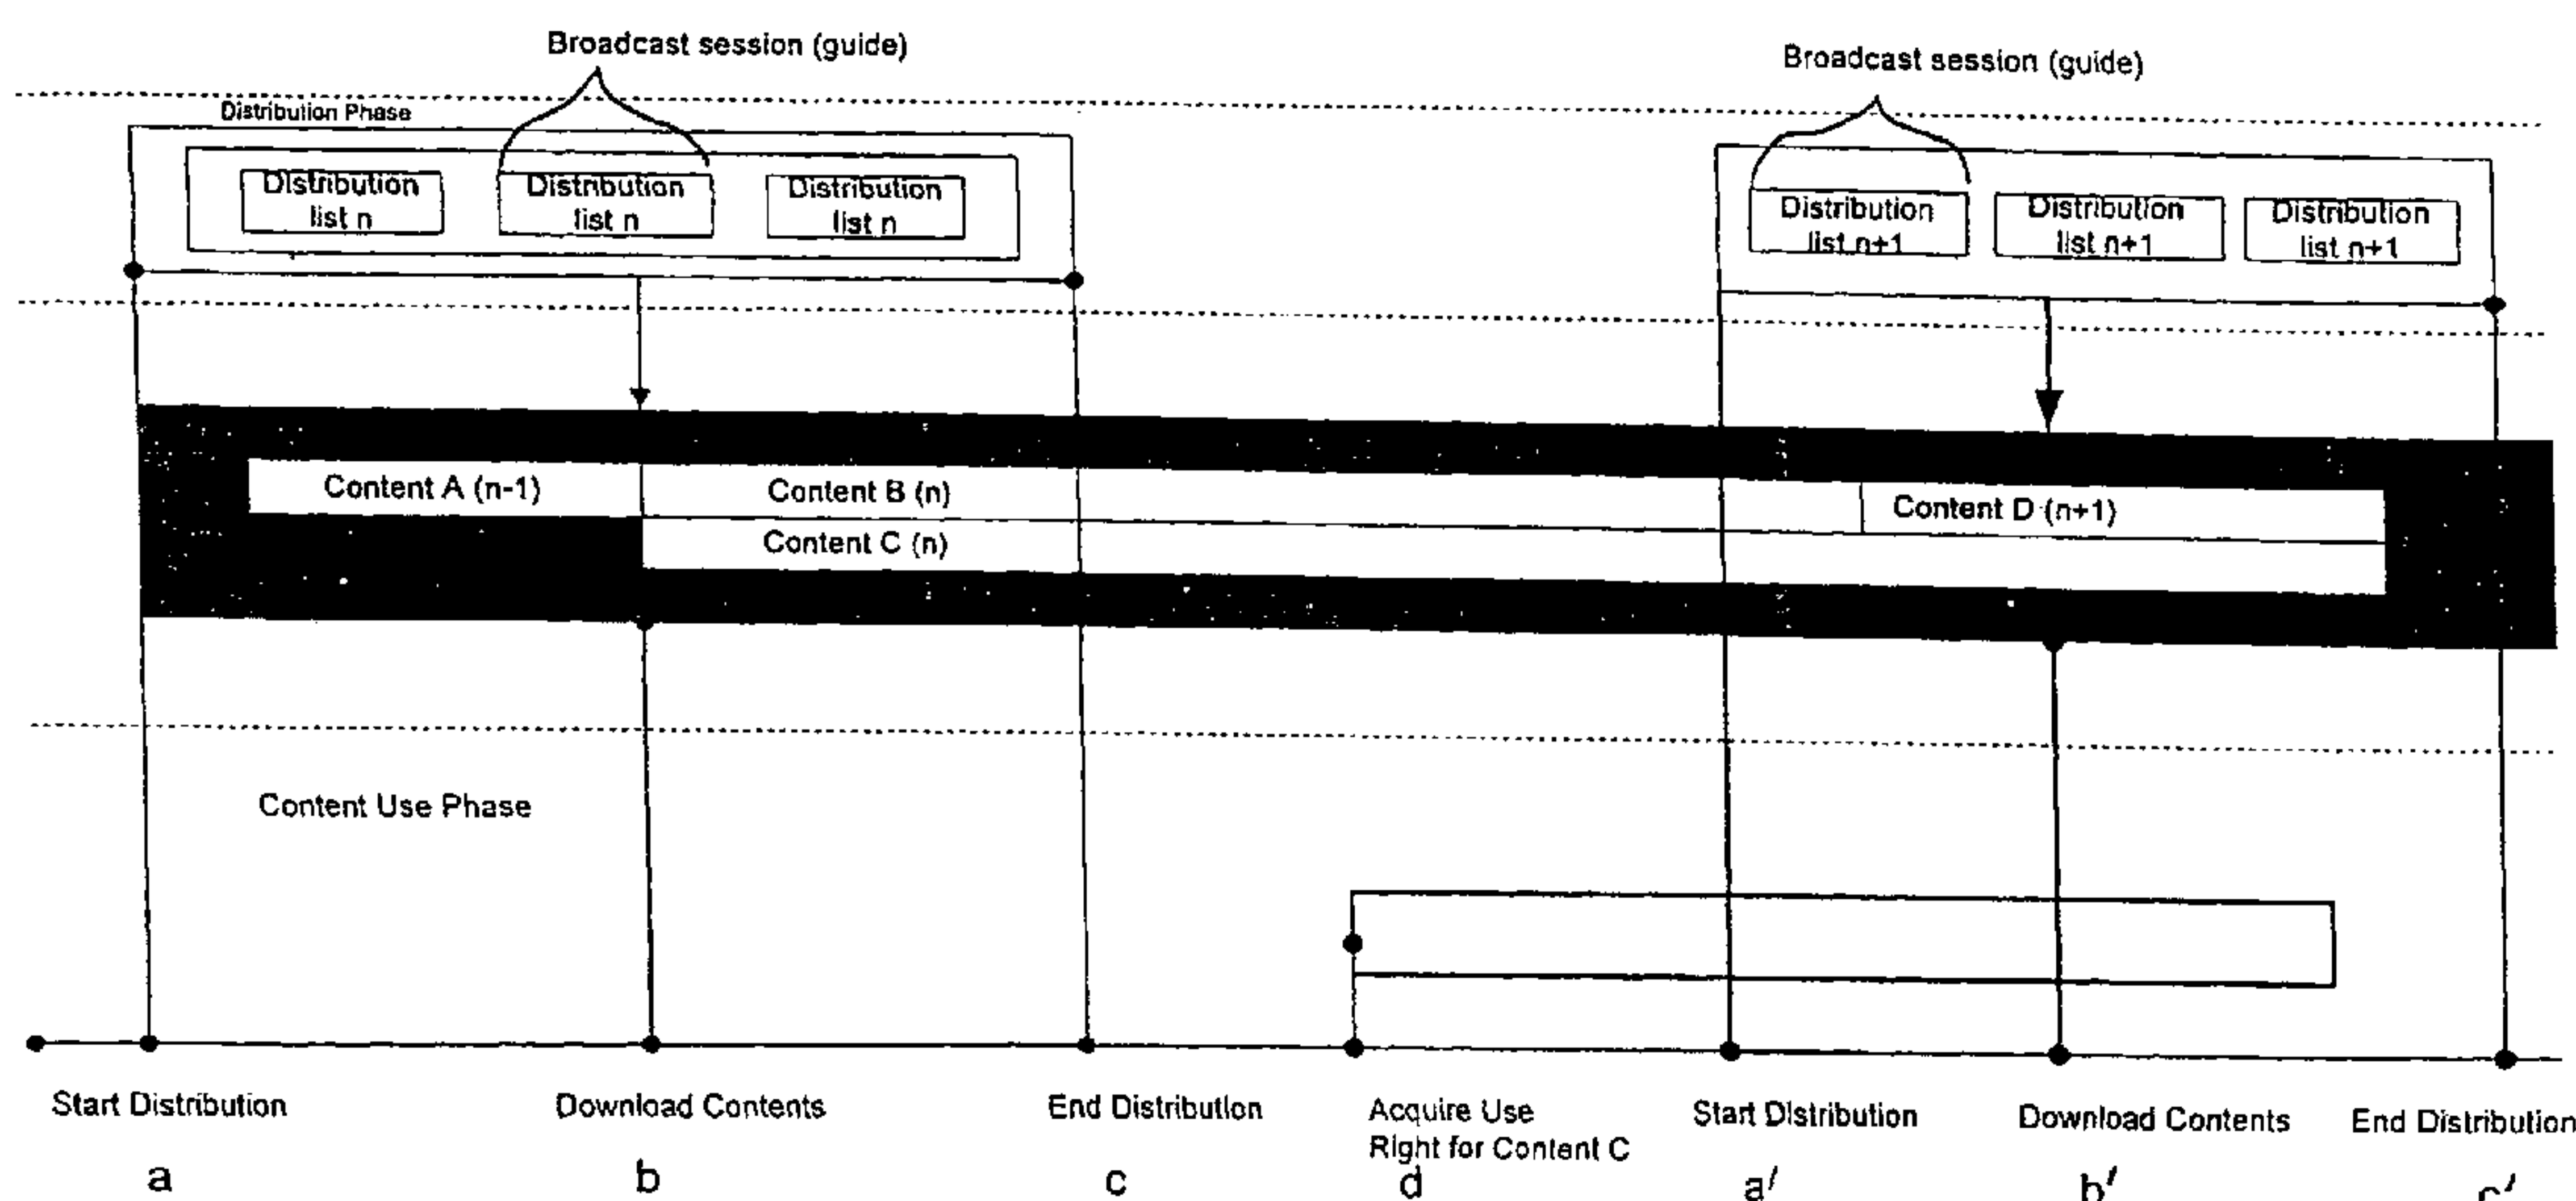 Broadcast session (guide)
Broadcast session (guide)
Distribution Phase
Distribution
list n
Distribution
list n
Distribution
list n
Distribution
list n+1
Distribution
list n+1
Distribution
list n+1
Content A (n-1)
Content B (n)
Content D (n+1)
Content C (n)
Content Use Phase
Start Distribution
Download Contents
End Distribution
Acquire Use
Right for Content C
Start Distribution
Download Contents
End Distribution
a
b
c
d
a'
b'
c'